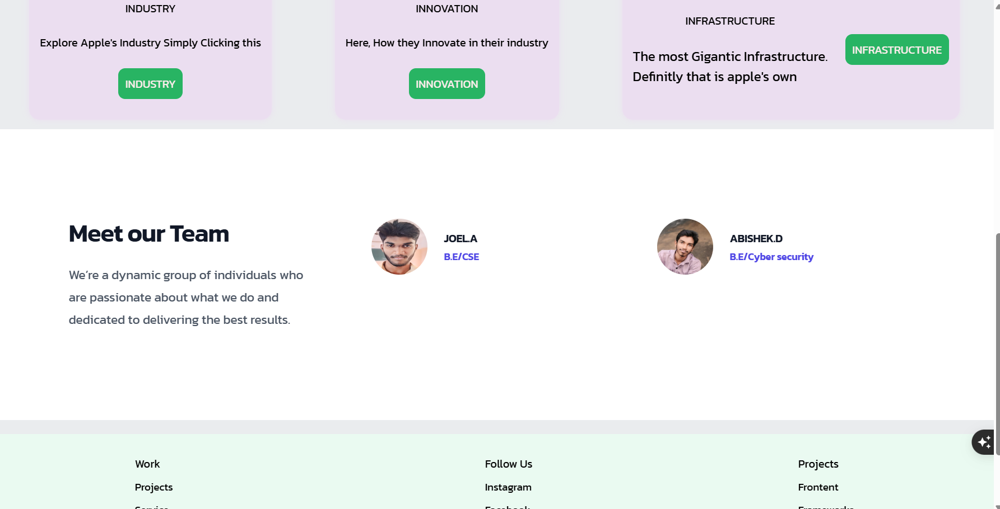 INDUSTRY
Explore Apple's Industry Simply Clicking this
INDUSTRY
INNOVATION
Here, How they Innovate in their industry
INNOVATION
INFRASTRUCTURE
The most Gigantic Infrastructure.
Definitly that is apple's own
INFRASTRUCTURE
Meet our Team
We’re a dynamic group of individuals who
are passionate about what we do and
dedicated to delivering the best results.
JOEL.A
B.E/CSE
ABISHEK.D
B.E/Cyber security
Work
Projects
Service
Follow Us
Instagram
Facebook
Projects
Frontent
Frameworks